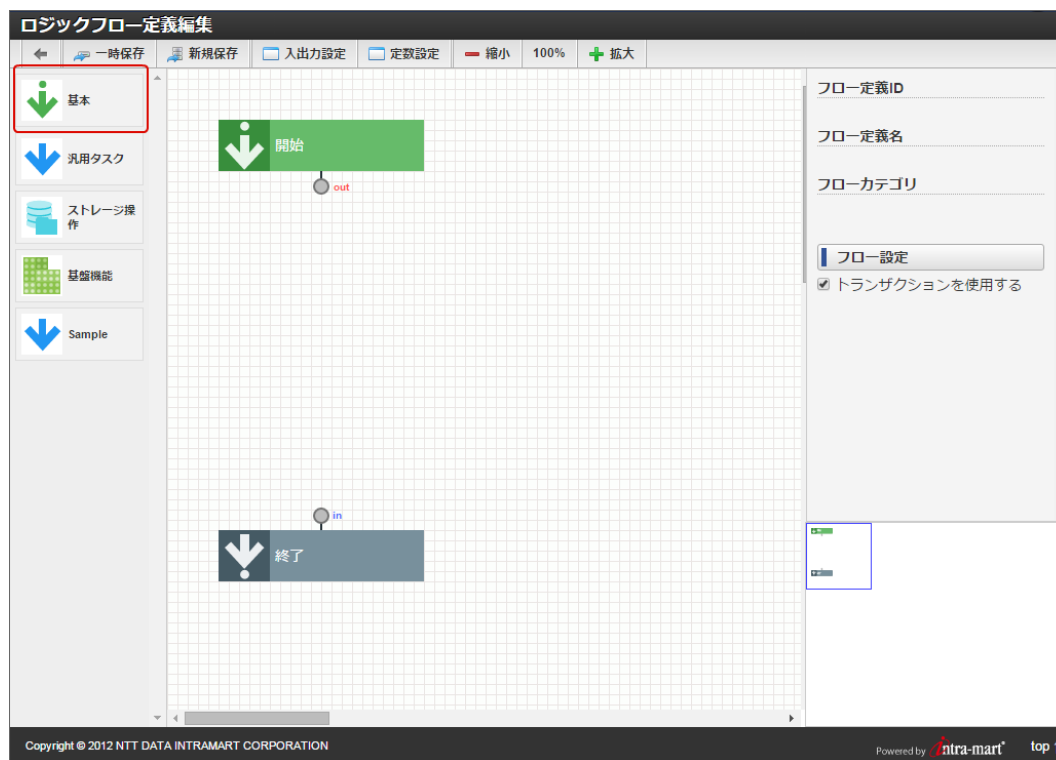 ロジックフロー定義編集
一時保存 新規保存 入出力設定 定数設定 縮小 100% 拡大
基本
汎用タスク
ストレージ操
作
基盤機能
Sample
開始
out
in
終了
フロー定義ID
フロー定義名
フローカテゴリ
フロー設定
トランザクションを使用する
Copyright © 2012 NTT DATA INTRAMART CORPORATION
Powered by intra-mart
top